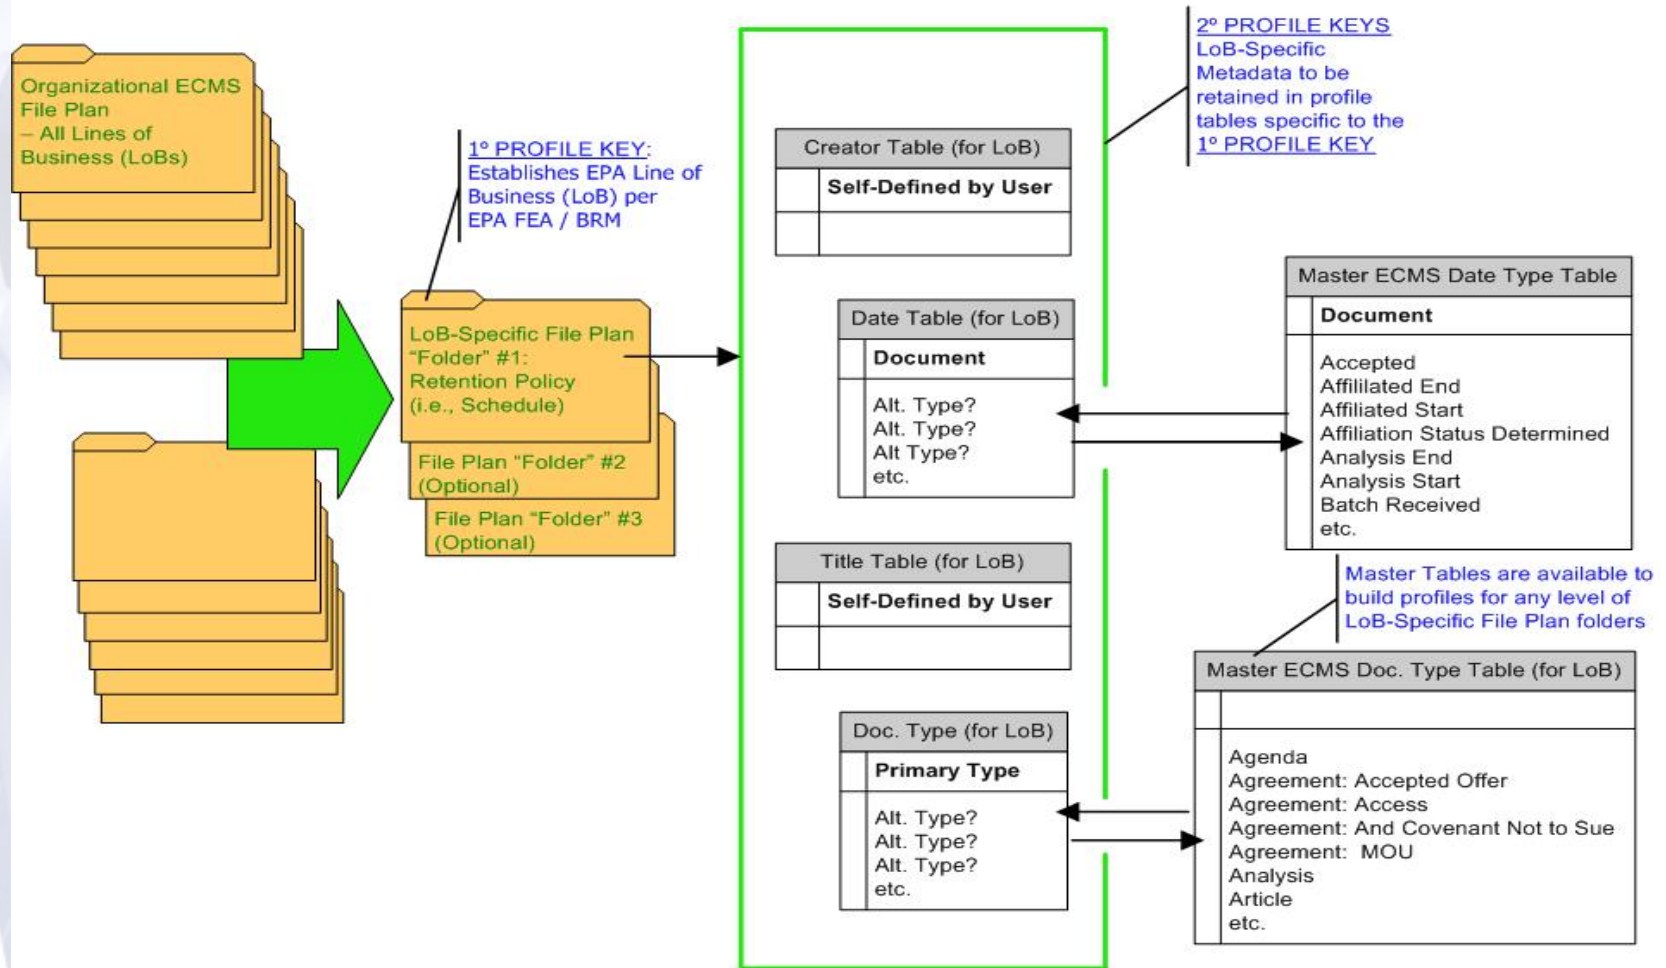 Organizational ECMS
File Plan
– All Lines of
Business (LoBs)
1º PROFILE KEY:
Establishes EPA Line of
Business (LoB) per
EPA FEA / BRM
LoB-Specific File Plan
“Folder” #1:
Retention Policy
(i.e., Schedule)
File Plan “Folder” #2
(Optional)
File Plan “Folder” #3
(Optional)
2º PROFILE KEYS
LoB-Specific
Metadata to be
retained in profile
tables specific to the
1º PROFILE KEY
Creator Table (for LoB)
Self-Defined by User
Date Table (for LoB)
Document
Alt. Type?
Alt. Type?
Alt Type?
etc.
Title Table (for LoB)
Self-Defined by User
Doc. Type (for LoB)
Primary Type
Alt. Type?
Alt. Type?
Alt. Type?
etc.
Master ECMS Date Type Table
Document
Accepted
Affililated End
Affiliated Start
Affiliation Status Determined
Analysis End
Analysis Start
Batch Received
etc.
Master Tables are available to
build profiles for any level of
LoB-Specific File Plan folders
Master ECMS Doc. Type Table (for LoB)
Agenda
Agreement: Accepted Offer
Agreement: Access
Agreement: And Covenant Not to Sue
Agreement:  MOU
Analysis
Article
etc.